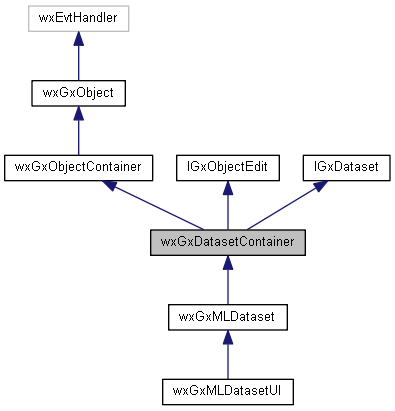 wxEvtHandler
wxGxObject
wxGxObjectContainer
IGxObjectEdit
IGxDataset
wxGxDatasetContainer
wxGxMLDataset
wxGxMLDatasetUI